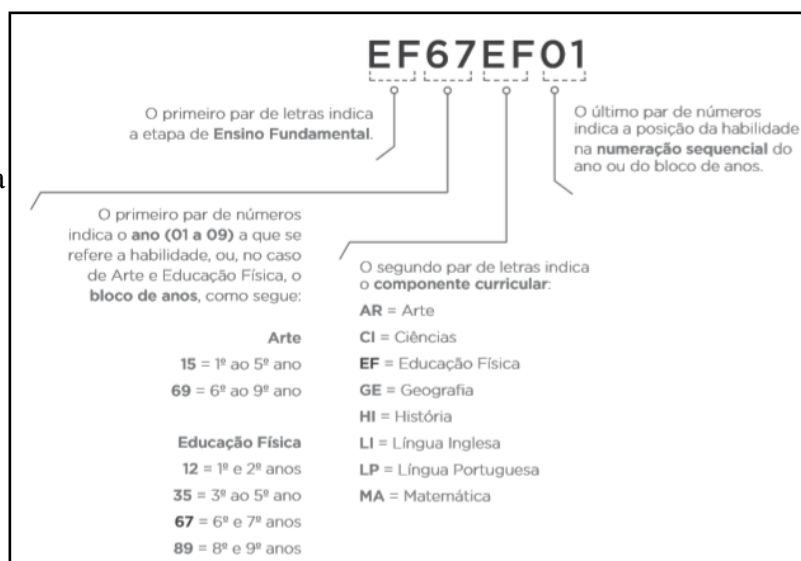 EF67EF01
O primeiro par de letras indica
a etapa de Ensino Fundamental.
O último par de números
indica a posição da habilidade
na numeração sequencial do
ano ou do bloco de anos.
a
O primeiro par de números
indica o ano (01 a 09) a que se
refere a habilidade, ou, no caso
de Arte e Educação Física, o
bloco de anos, como segue:
Arte
15 = 1º ao 5º ano
69 = 6º ao 9º ano
Educação Física
12 = 1º e 2º anos
35 = 3º ao 5º ano
67 = 6º e 7º anos
89 = 8º e 9º anos
O segundo par de letras indica
o componente curricular:
AR = Arte
CI = Ciências
EF = Educação Física
GE = Geografia
HI = História
LI = Língua Inglesa
LP = Língua Portuguesa
MA = Matemática